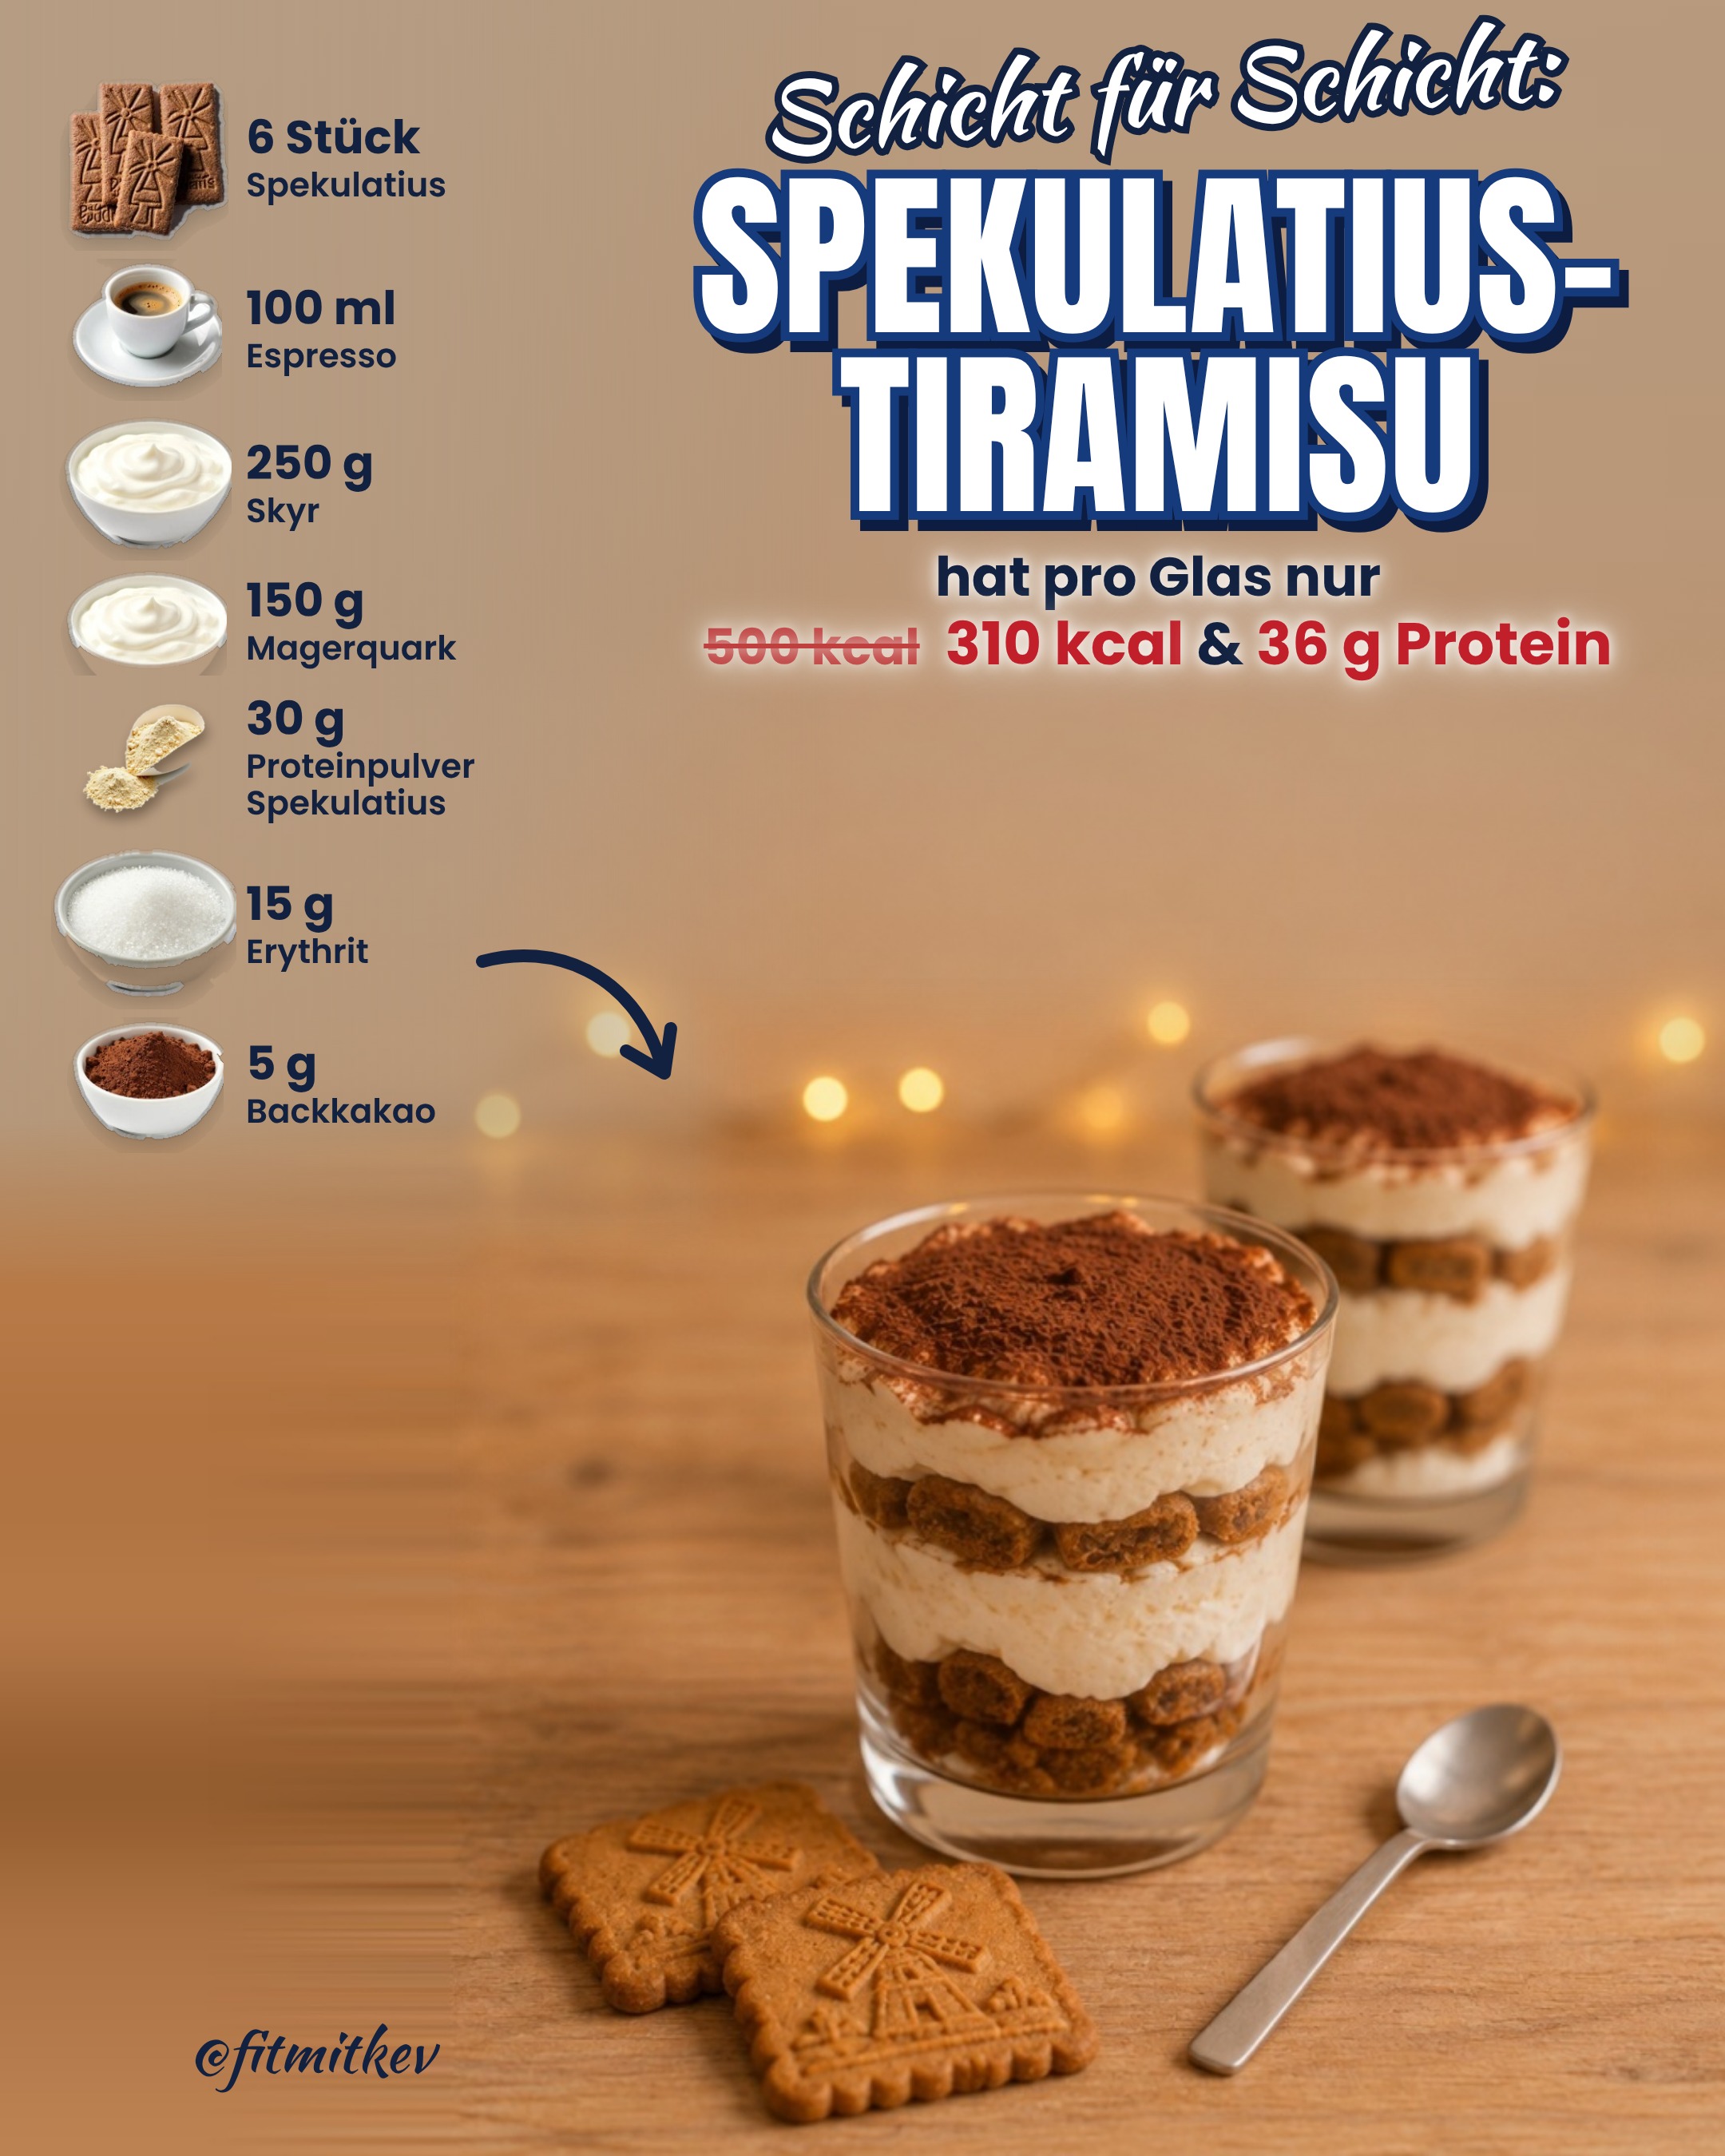 Schicht für Schicht:
SPEKULATIUS-
TIRAMISU
hat pro Glas nur
500 kcal 310 kcal & 36 g Protein
6 Stück
Spekulatius
100 ml
Espresso
250 g
Skyr
150 g
Magerquark
30 g
Proteinpulver
Spekulatius
15 g
Erythrit
5 g
Backkakao
@fitmitkev